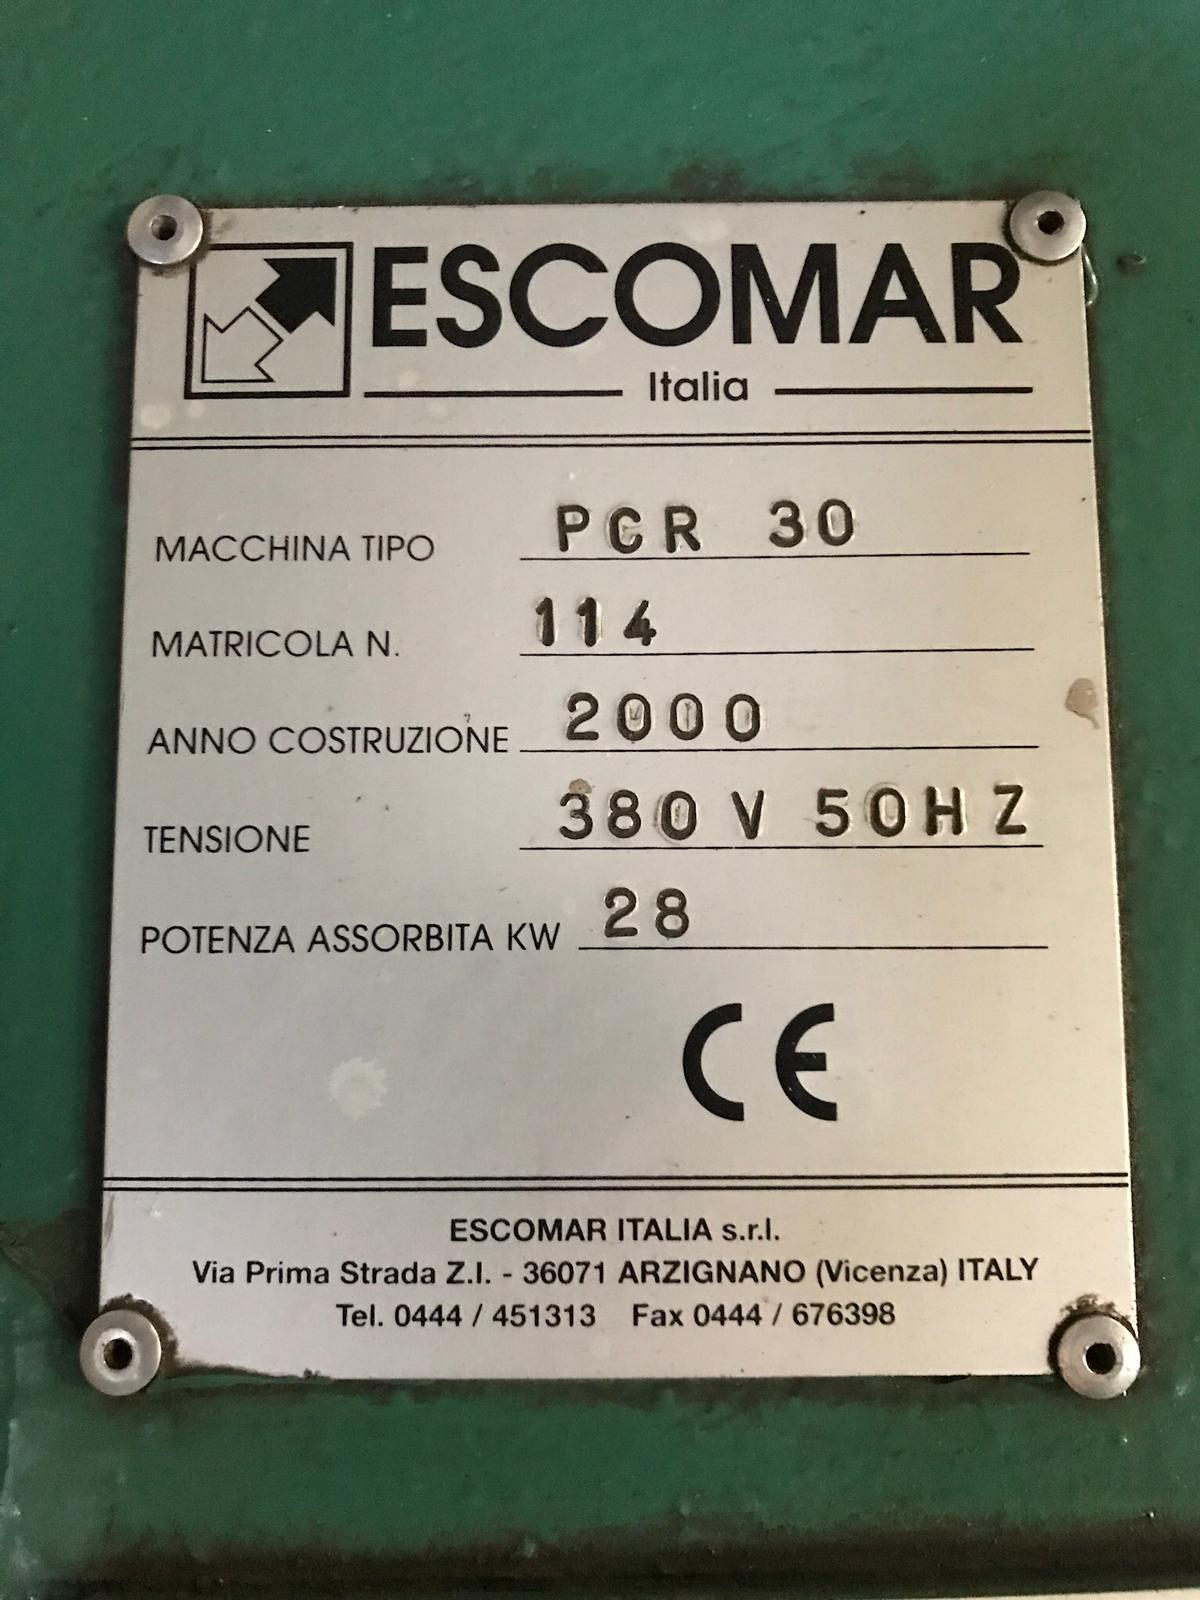 ESCOMAR
Italia
MACCHINA TIPO PCR 30
MATRICOLA N. 114
ANNO COSTRUZIONE 2000
TENSIONE 380 V 50HZ
POTENZA ASSORBITA KW 28
CE
ESCOMAR ITALIA s.r.l.
Via Prima Strada Z.I. - 36071 ARZIGNANO (Vicenza) ITALY
Tel. 0444 / 451313 Fax 0444 / 676398